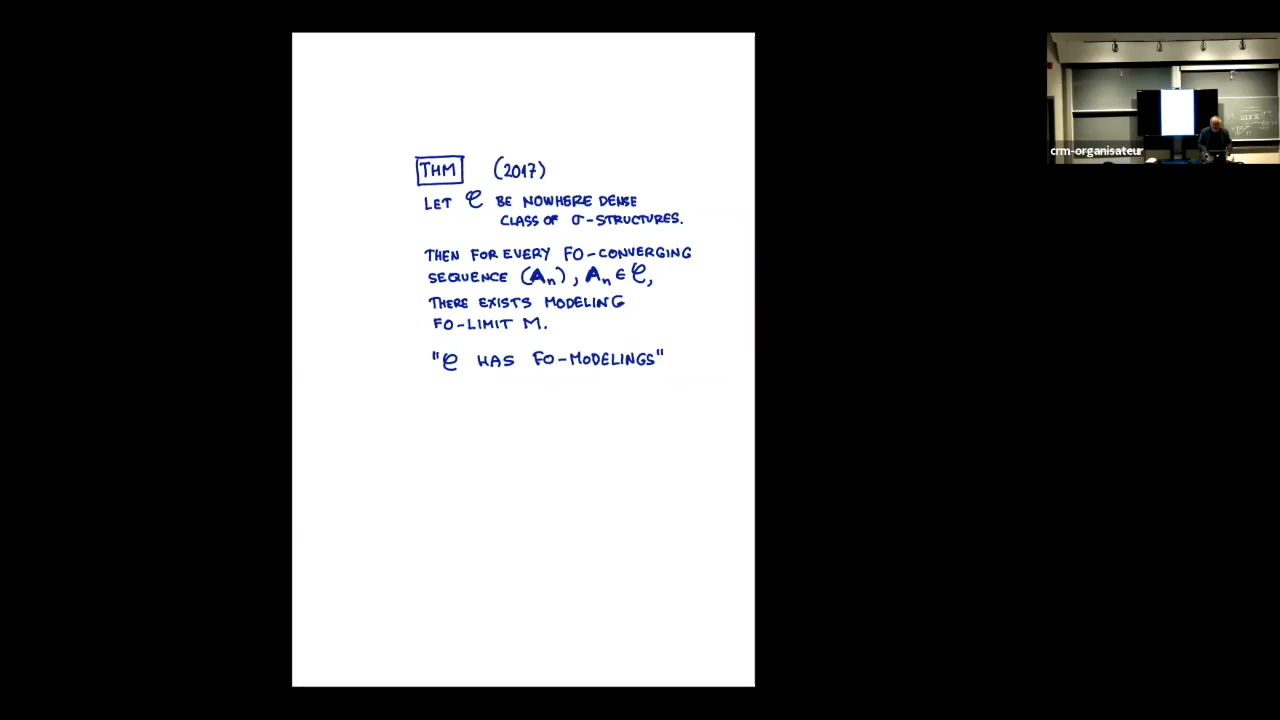 THM (2017)
LET 𝒞 BE NOWHERE DENSE
CLASS OF σ-STRUCTURES.
THEN FOR EVERY FO-CONVERGING
SEQUENCE (Aₙ), Aₙ ∈ 𝒞,
THERE EXISTS MODELING
FO-LIMIT M.
"𝒞 HAS FO-MODELINGS"
crm-organisateur